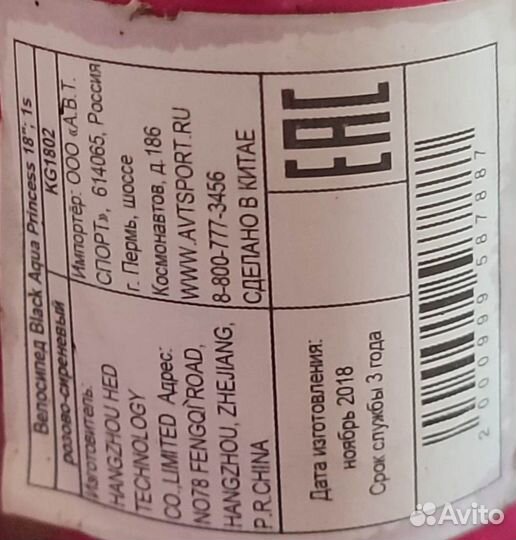 Велосипед Black Aqua Princess 18"; 1s
розово-сиреневый KG1802
Изготовитель:
HANGZHOU HED
TECHNOLOGY
CO.,LIMITED Адрес:
NO78 FENGQI ROAD,
HANGZHOU, ZHEJIANG,
P.R.CHINA
Импортёр: ООО «А.В.Т.
СПОРТ», 614065, Россия
г. Пермь, шоссе
Космонавтов, д.186
WWW.AVTSPORT.RU
8-800-777-3456
СДЕЛАНО В КИТАЕ
Дата изготовления:
ноябрь 2018
Срок службы 3 года
EAC
2000999587887
Avito